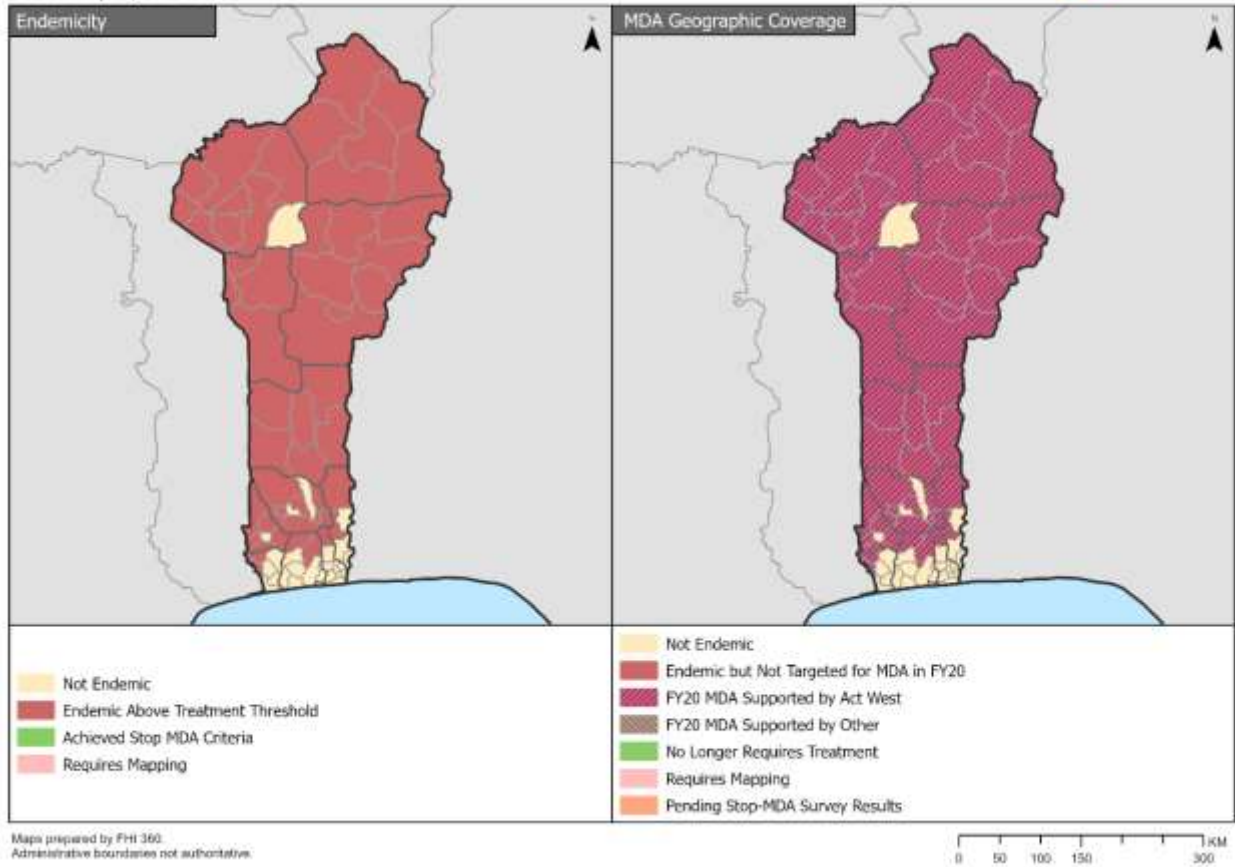 Endemicity
N
MDA Geographic Coverage
N
Not Endemic
Endemic Above Treatment Threshold
Achieved Stop MDA Criteria
Requires Mapping
Not Endemic
Endemic but Not Targeted for MDA in FY20
FY20 MDA Supported by Act West
FY20 MDA Supported by Other
No Longer Requires Treatment
Requires Mapping
Pending Stop-MDA Survey Results
Maps prepared by FHI 360.
Administrative boundaries not authoritative.
KM
0 50 100 150 300